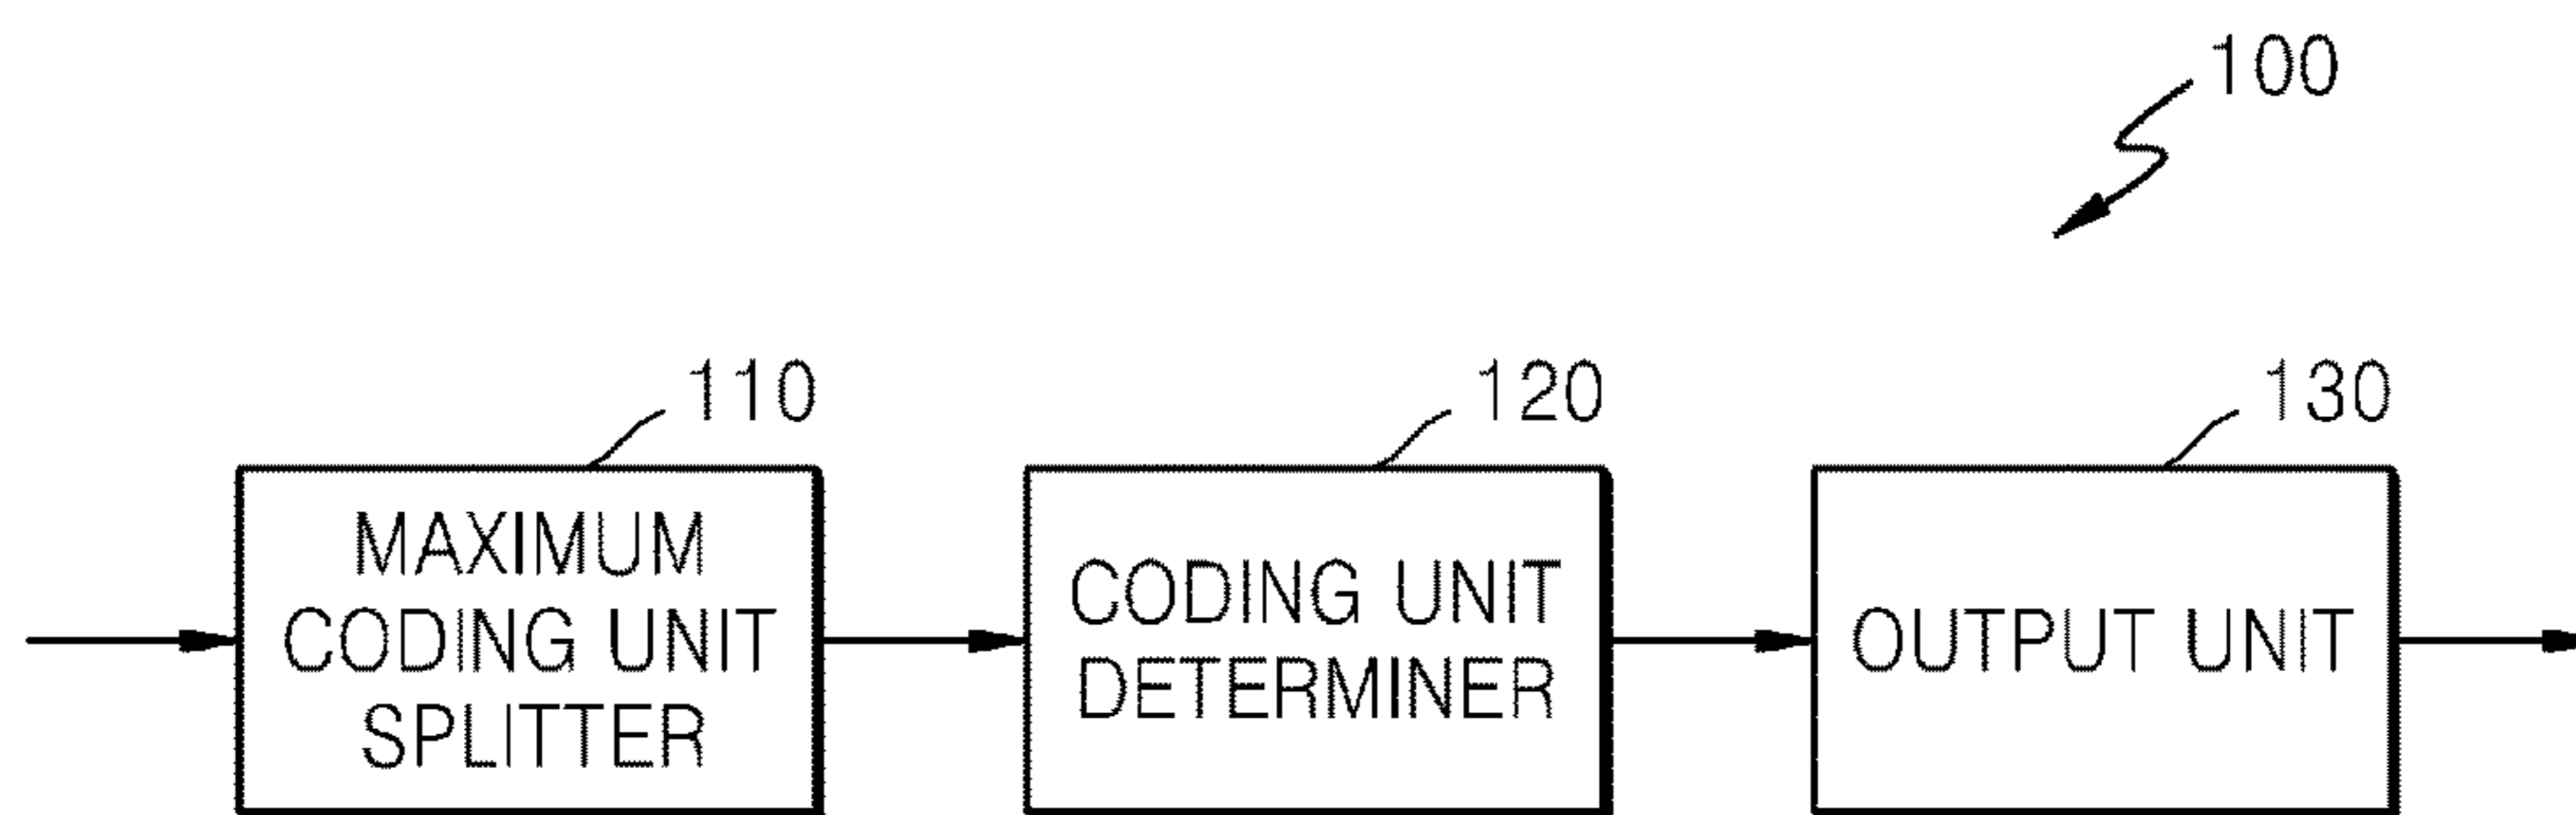 100
110
120
130
MAXIMUM
CODING UNIT
SPLITTER
CODING UNIT
DETERMINER
OUTPUT UNIT